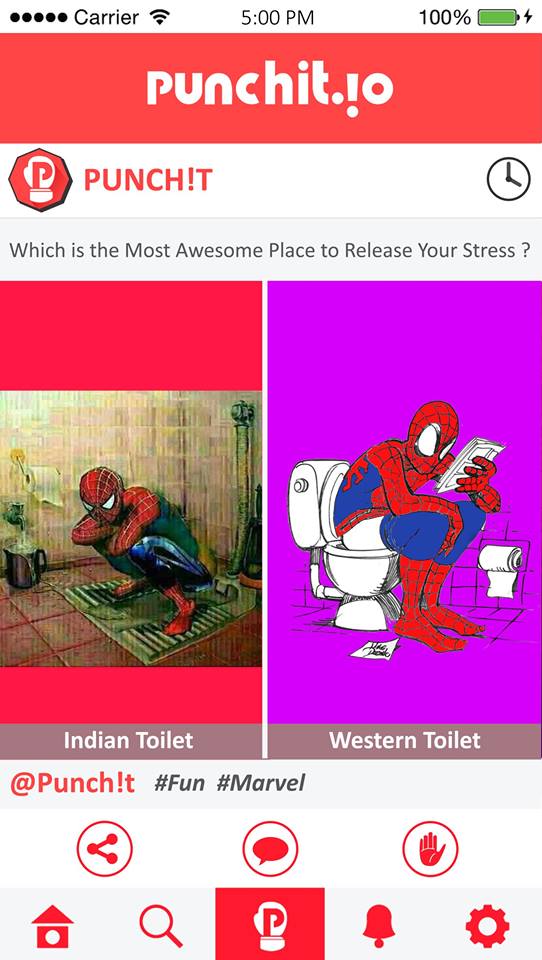 Carrier 5:00 PM 100%
Punchit.io
PUNCH!T
Which is the Most Awesome Place to Release Your Stress ?
Indian Toilet
Western Toilet
@Punch!t #Fun #Marvel